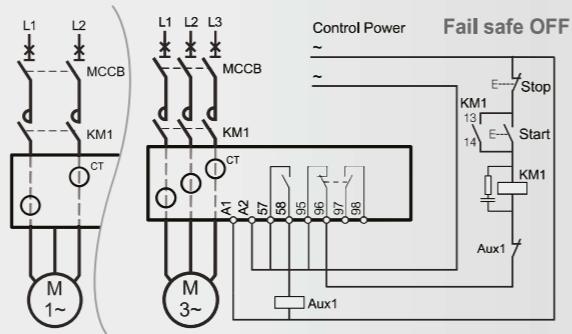 L1 L2
MCCB
KM1
CT
M
1~
L1 L2 L3
MCCB
KM1
CT
A1 A2 57 58 95 96 97 98
M
3~
Aux1
Control Power
~
~
Fail safe OFF
E Stop
KM1
13
14
E Start
KM1
Aux1